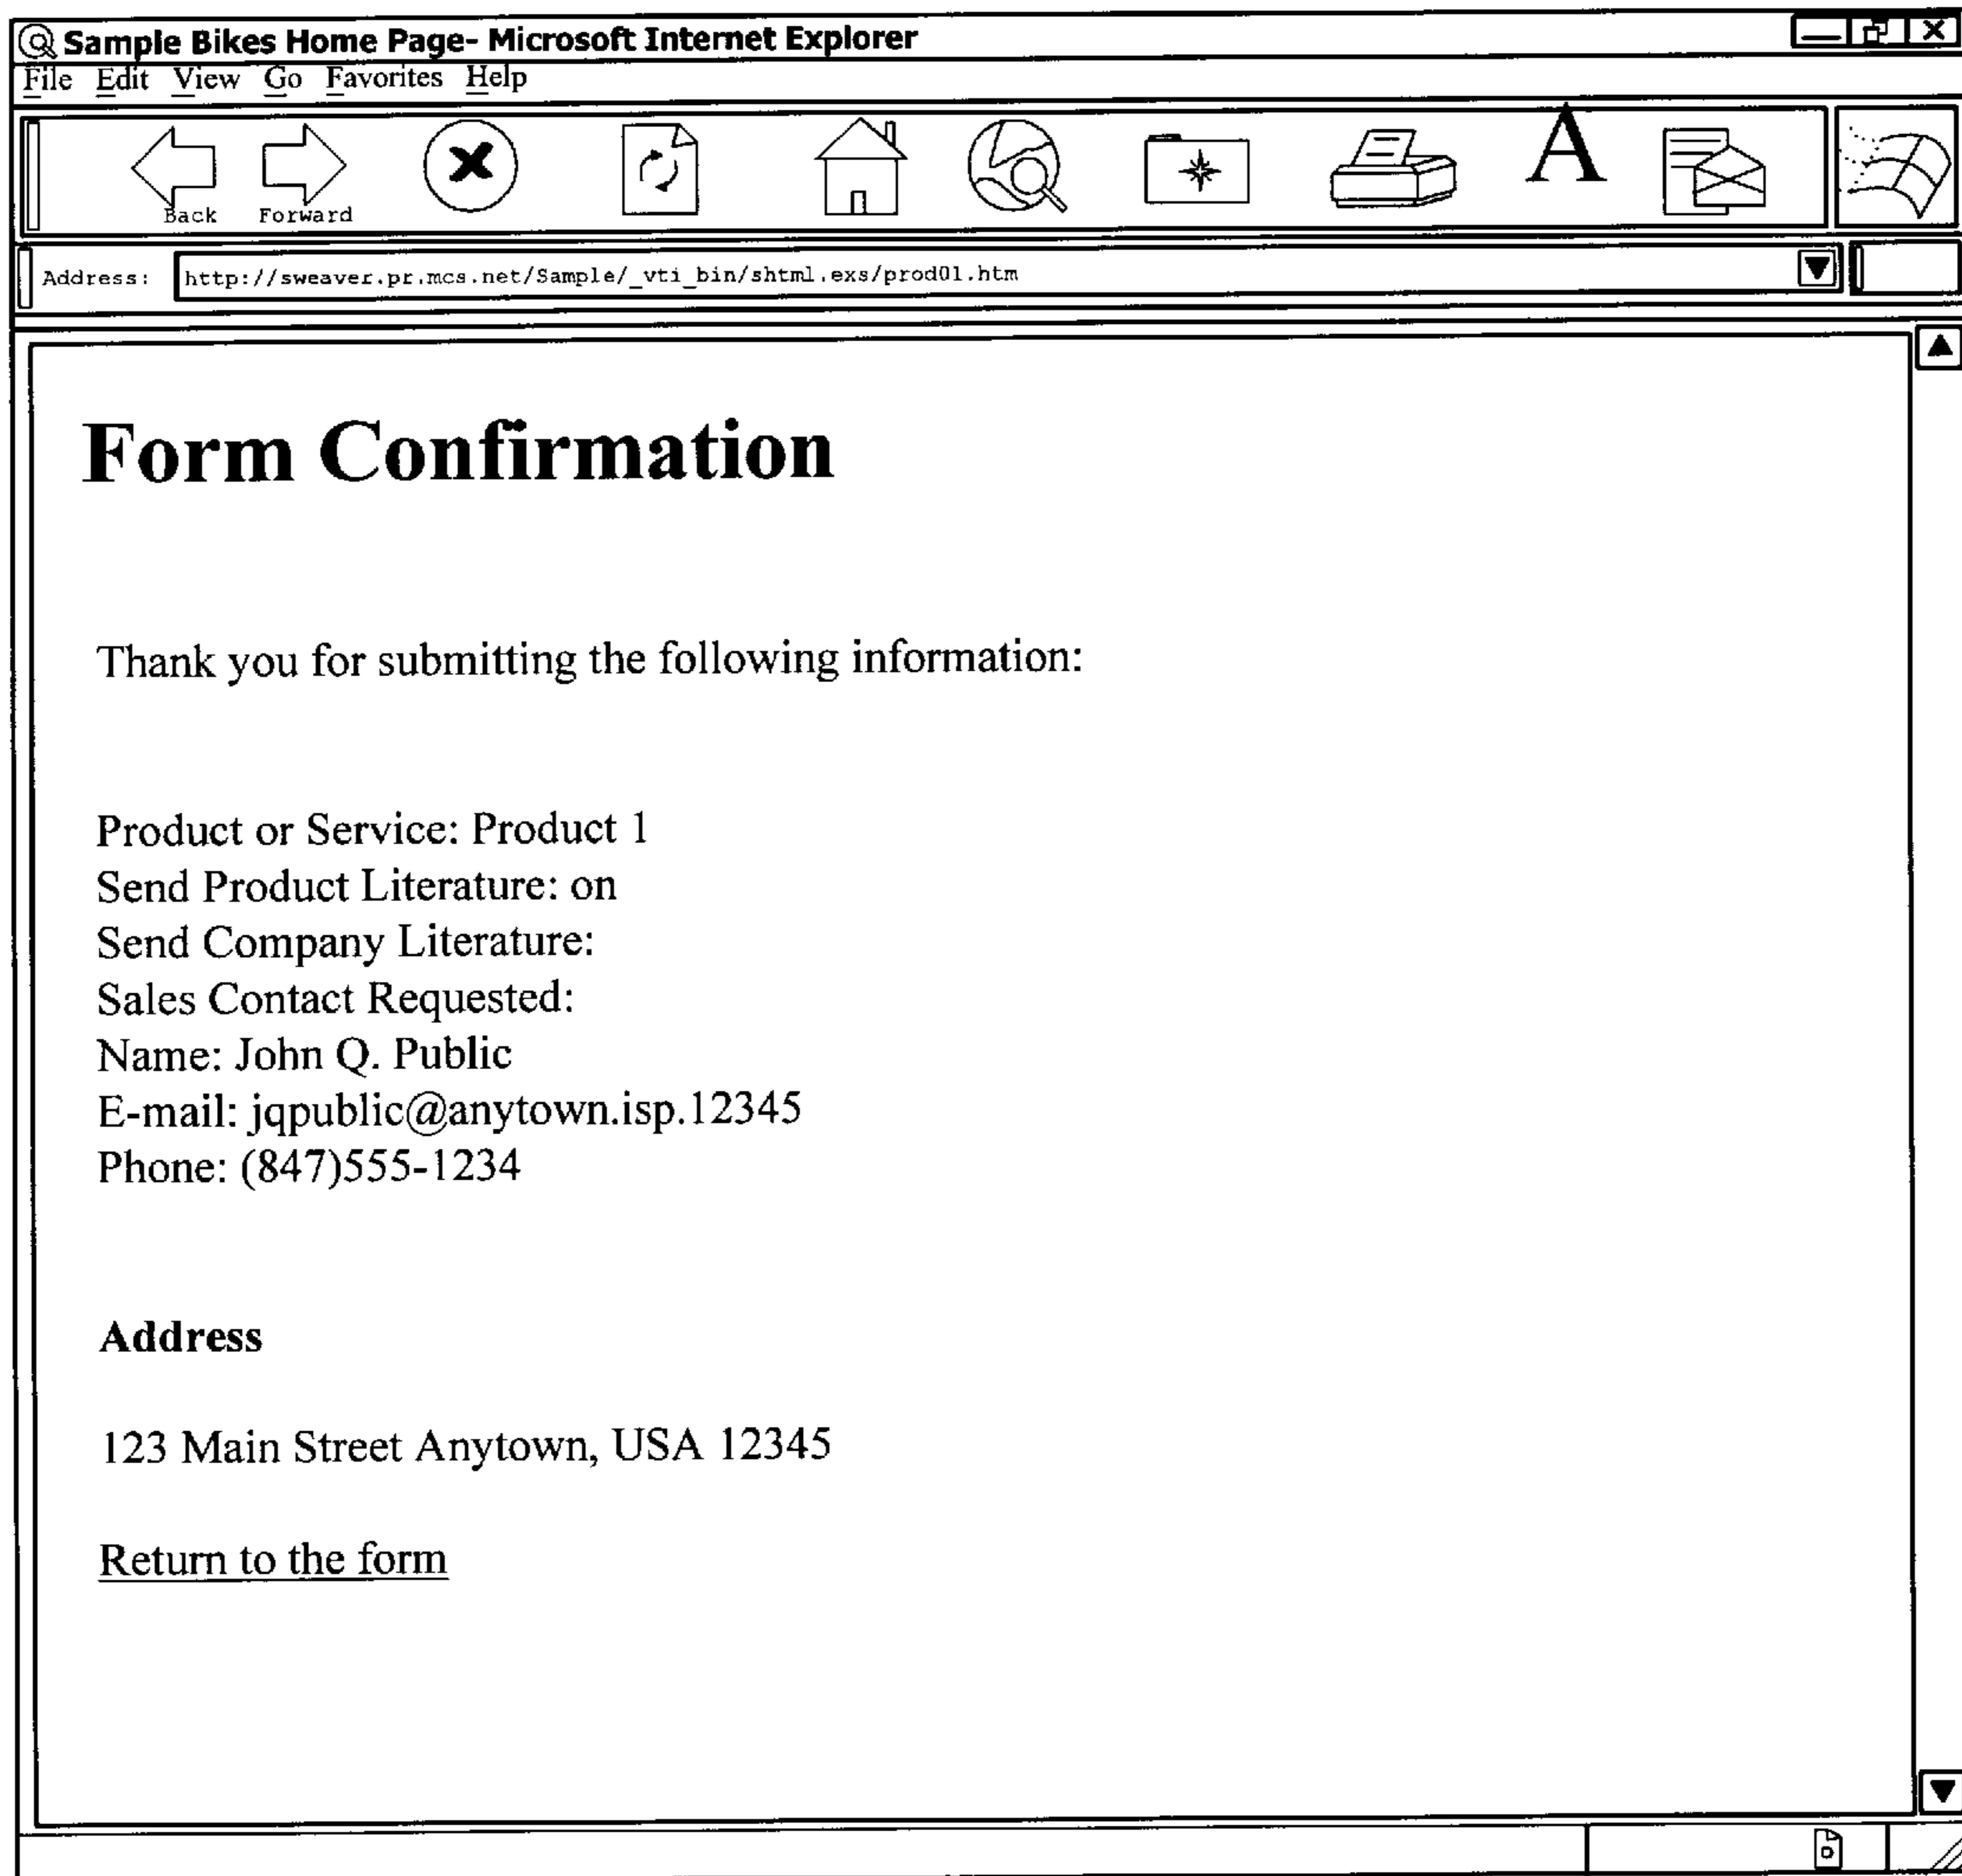 Sample Bikes Home Page- Microsoft Internet Explorer
File Edit View Go Favorites Help
A
Back Forward
Address: http://sweaver.pr.mcs.net/Sample/_vti_bin/shtml.exs/prod01.htm
Form Confirmation
Thank you for submitting the following information:
Product or Service: Product 1
Send Product Literature: on
Send Company Literature:
Sales Contact Requested:
Name: John Q. Public
E-mail: jqpublic@anytown.isp.12345
Phone: (847)555-1234
Address
123 Main Street Anytown, USA 12345
Return to the form